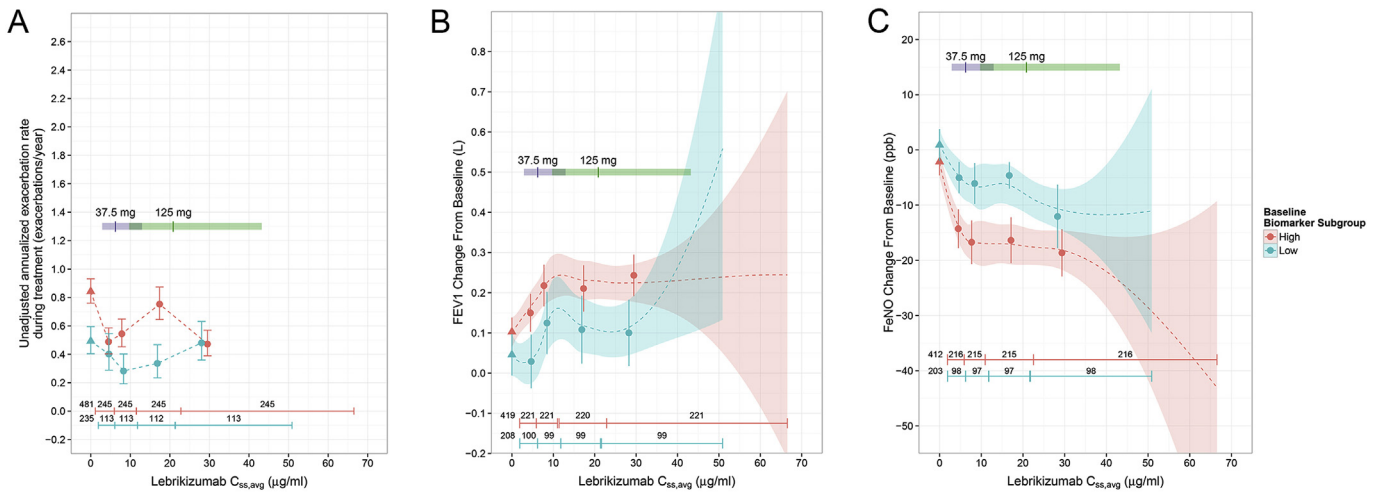 A
Unadjusted annualized exacerbation rate
during treatment (exacerbations/year)
2.6
2.4
2.2
2.0
1.8
1.6
1.4
1.2
1.0
0.8
0.6
0.4
0.2
0.0
−0.2
37.5 mg 125 mg
481 245 245 245 245
235 113 113 112 113
0 10 20 30 40 50 60 70
Lebrikizumab Css,avg (µg/ml)
B
FEV1 Change From Baseline (L)
0.8
0.7
0.6
0.5
0.4
0.3
0.2
0.1
0.0
−0.1
−0.2
37.5 mg 125 mg
419 221 221 220 221
208 100 99 99 99
0 10 20 30 40 50 60 70
Lebrikizumab Css,avg (µg/ml)
C
FeNO Change From Baseline (ppb)
20
10
0
−10
−20
−30
−40
−50
37.5 mg 125 mg
412 216 215 215 216
203 98 97 97 98
0 10 20 30 40 50 60 70
Lebrikizumab Css,avg (µg/ml)
Baseline
Biomarker Subgroup
High
Low